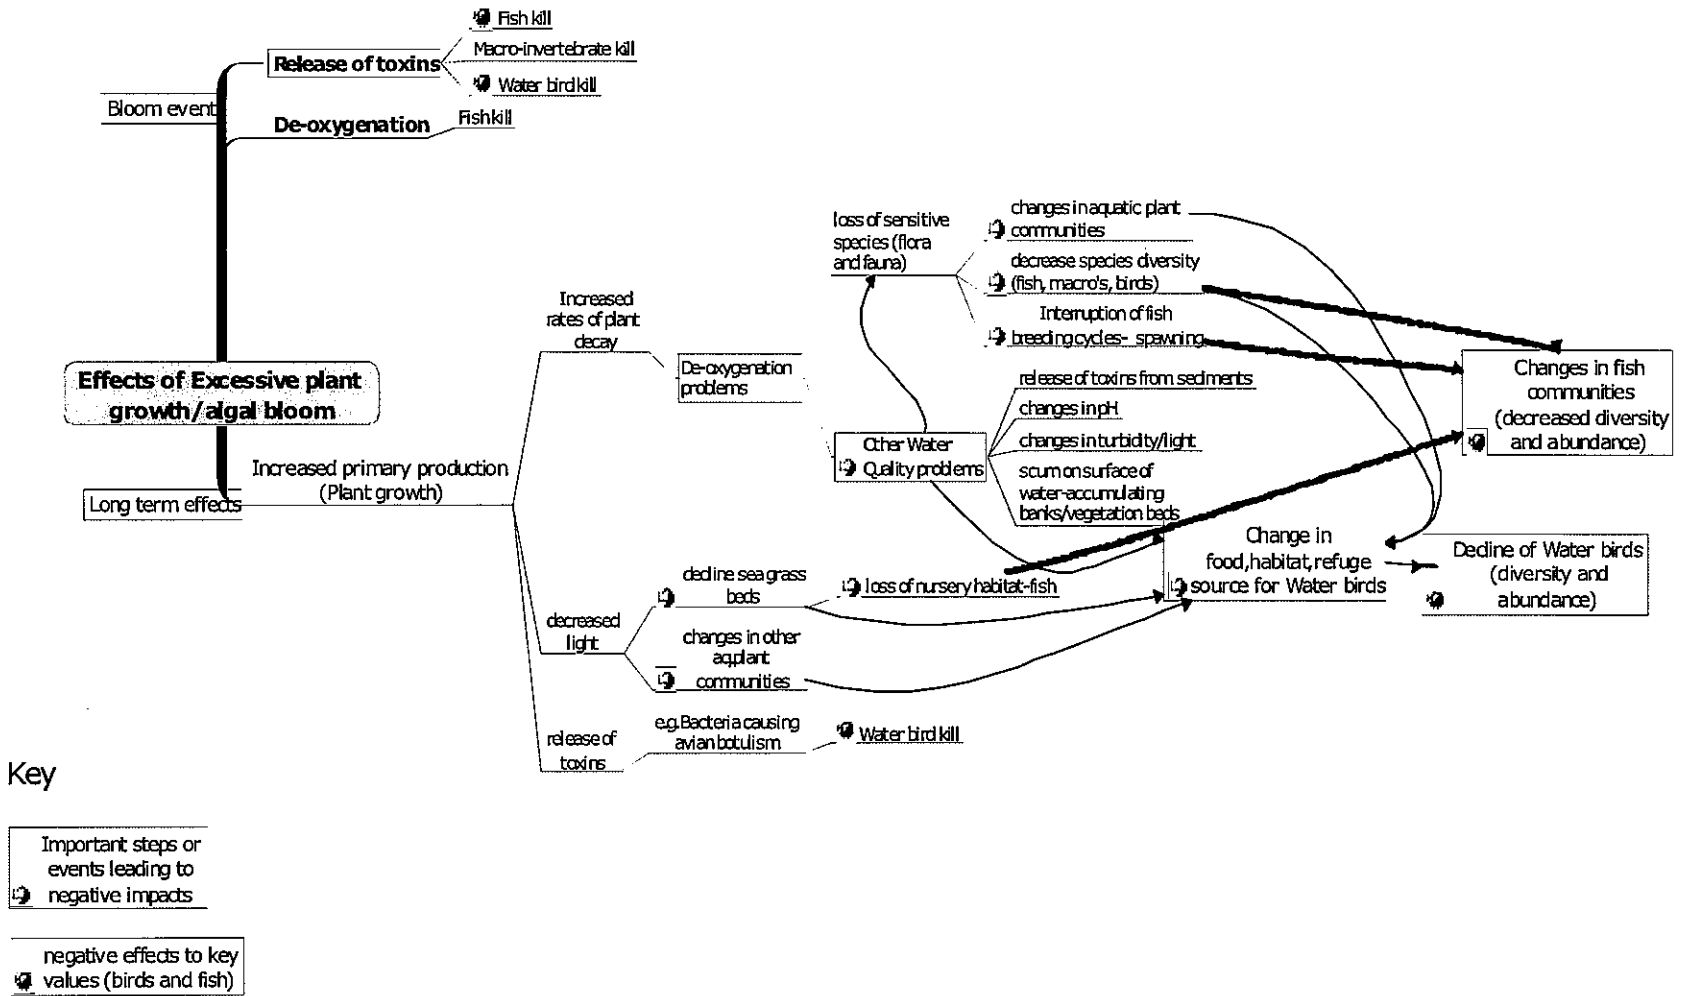 Fish kill
Macro-invertebrate kill
Release of toxins
Water bird kill
Bloom event
De-oxygenation
Fish kill
changes in aquatic plant
communities
loss of sensitive
species (flora
and fauna)
decrease species diversity
(fish, macro's, birds)
Interruption of fish
breeding cycles- spawning
Increased
rates of plant
decay
De-oxygenation
problems
Effects of Excessive plant
growth/algal bloom
Changes in fish
communities
(decreased diversity
and abundance)
release of toxins from sediments
changes in pH
changes in turbidity/light
scum on surface of
water-accumulating
banks/vegetation beds
Other Water
Quality problems
Increased primary production
(Plant growth)
Long term effects
Change in
food,habitat,refuge
source for Water birds
Decline of Water birds
(diversity and
abundance)
decline sea grass
beds
loss of nursery habitat-fish
decreased
light
changes in other
aq.plant
communities
release of
toxins
e.g.Bacteria causing
avian botulism
Water bird kill
Key
Important steps or
events leading to
negative impacts
negative effects to key
values (birds and fish)